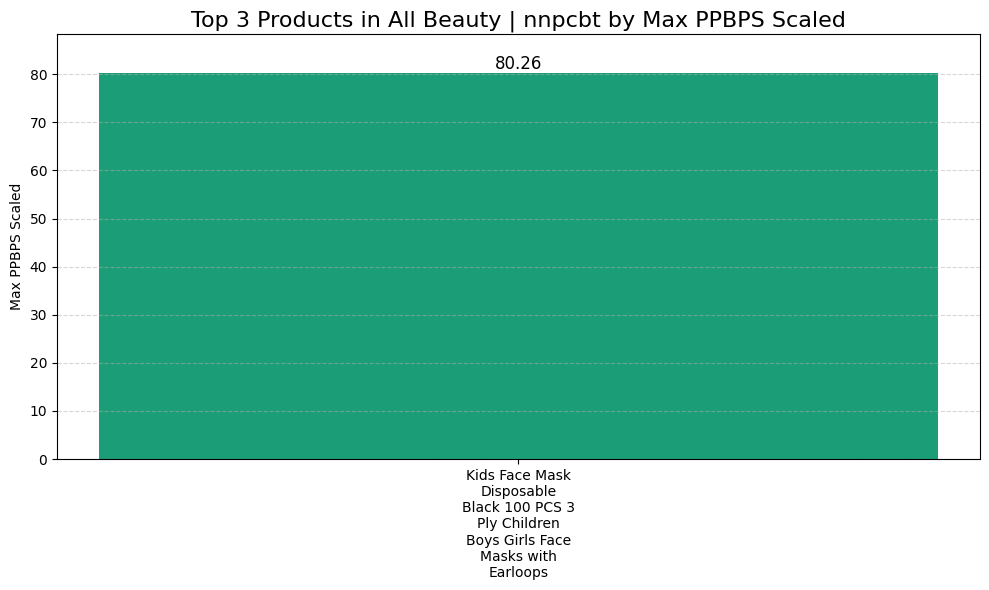 Top 3 Products in All Beauty | nnpcbt by Max PPBPS Scaled
80.26
Max PPBPS Scaled
80
70
60
50
40
30
20
10
0
Kids Face Mask
Disposable
Black 100 PCS 3
Ply Children
Boys Girls Face
Masks with
Earloops